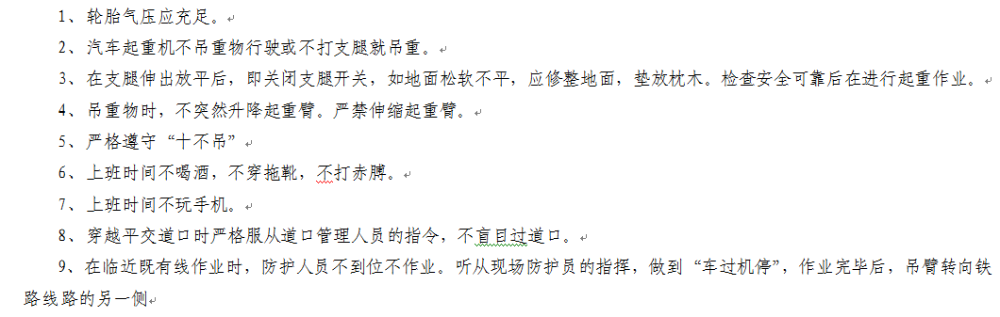 1、轮胎气压应充足。
2、汽车起重机不吊重物行驶或不打支腿就吊重。
3、在支腿伸出放平后，即关闭支腿开关，如地面松软不平，应修整地面，垫放枕木。检查安全可靠后在进行起重作业。
4、吊重物时，不突然升降起重臂。严禁伸缩起重臂。
5、严格遵守“十不吊”
6、上班时间不喝酒，不穿拖靴，不打赤膊。
7、上班时间不玩手机。
8、穿越平交道口时严格服从道口管理人员的指令，不盲目过道口。
9、在临近既有线作业时，防护人员不到位不作业。听从现场防护员的指挥，做到“车过机停”，作业完毕后，吊臂转向铁
路线路的另一侧